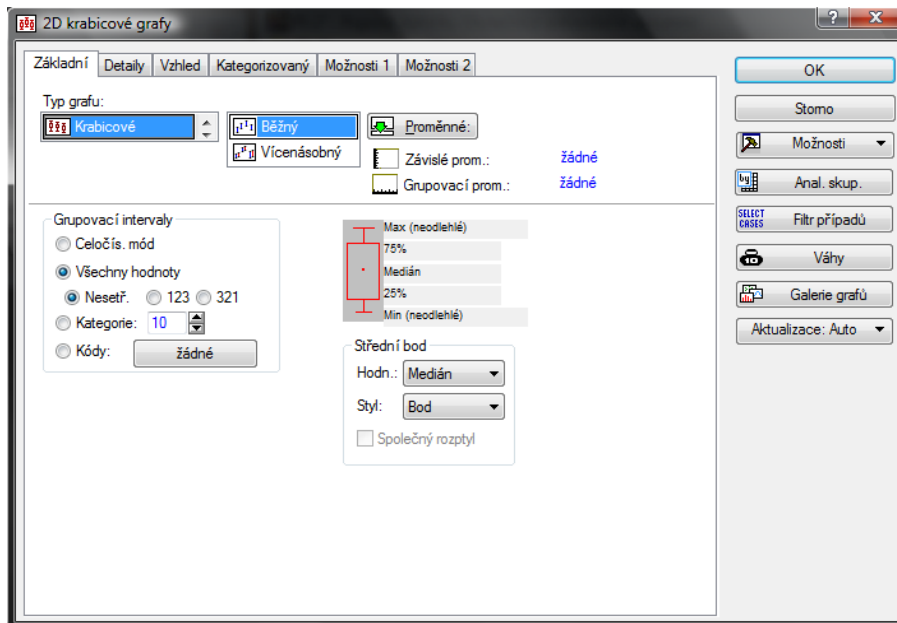 2D krabicové grafy
Základní Detaily Vzhled Kategorizovaný Možnosti 1 Možnosti 2
Typ grafu:
Krabicové
Běžný
Vícenásobný
Proměnné:
Závislé prom.: žádné
Grupovací prom.: žádné
Grupovací intervaly
Celočís. mód
Všechny hodnoty
Nesetř. 123 321
Kategorie: 10
Kódy: žádné
Max (neodlehlé)
75%
Medián
25%
Min (neodlehlé)
Střední bod
Hodn.: Medián
Styl: Bod
Společný rozptyl
OK
Storno
Možnosti
by Anal. skup.
SELECT CASES Filtr případů
Váhy
Galerie grafů
Aktualizace: Auto